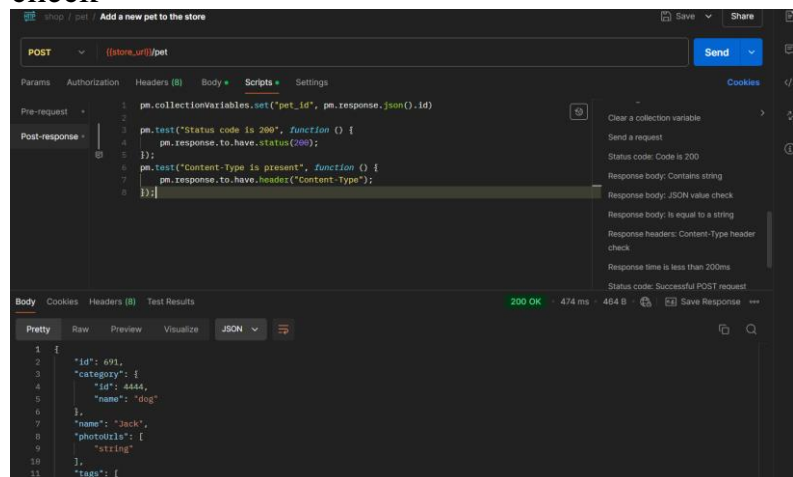 check
shop / pet / Add a new pet to the store
Save
Share
POST
{{store_url}}/pet
Send
Params Authorization Headers (8) Body Scripts Settings
Cookies
Pre-request
Post-response
1 pm.collectionVariables.set("pet_id", pm.response.json().id)
2
3 pm.test("Status code is 200", function () {
4 pm.response.to.have.status(200);
5 });
6 pm.test("Content-Type is present", function () {
7 pm.response.to.have.header("Content-Type");
8 });
Clear a collection variable
Send a request
Status code: Code is 200
Response body: Contains string
Response body: JSON value check
Response body: Is equal to a string
Response headers: Content-Type header
check
Response time is less than 200ms
Status code: Successful POST request
Body Cookies Headers (8) Test Results
200 OK 474 ms 464 B Save Response
Pretty Raw Preview Visualize JSON
1 {
2 "id": 691,
3 "category": {
4 "id": 4444,
5 "name": "dog"
6 },
7 "name": "Jack",
8 "photoUrls": [
9 "string"
10 ],
11 "tags": [